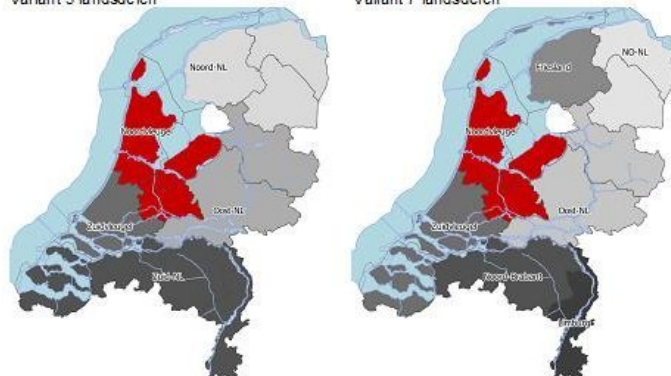 Variant 5 landsdelen
Variant 7 landsdelen
Noord-NL
Noordvleugel
Oost-NL
Zuidvleugel
Zuid-NL
Friesland
NO-NL
Noordvleugel
Oost-NL
Zuidvleugel
Noord-Brabant
Limburg